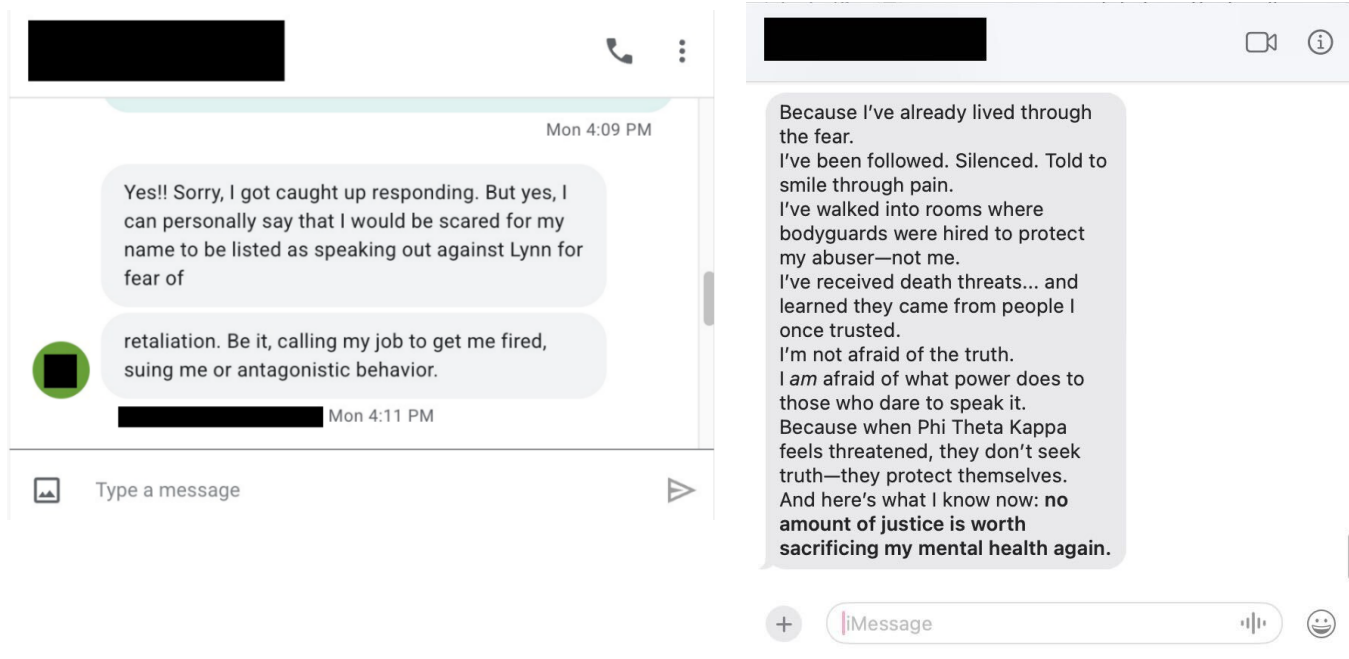 Mon 4:09 PM
Yes!! Sorry, I got caught up responding. But yes, I
can personally say that I would be scared for my
name to be listed as speaking out against Lynn for
fear of
retaliation. Be it, calling my job to get me fired,
suing me or antagonistic behavior.
Mon 4:11 PM
Type a message
Because I’ve already lived through
the fear.
I’ve been followed. Silenced. Told to
smile through pain.
I’ve walked into rooms where
bodyguards were hired to protect
my abuser—not me.
I’ve received death threats... and
learned they came from people I
once trusted.
I’m not afraid of the truth.
I am afraid of what power does to
those who dare to speak it.
Because when Phi Theta Kappa
feels threatened, they don’t seek
truth—they protect themselves.
And here’s what I know now: no
amount of justice is worth
sacrificing my mental health again.
iMessage